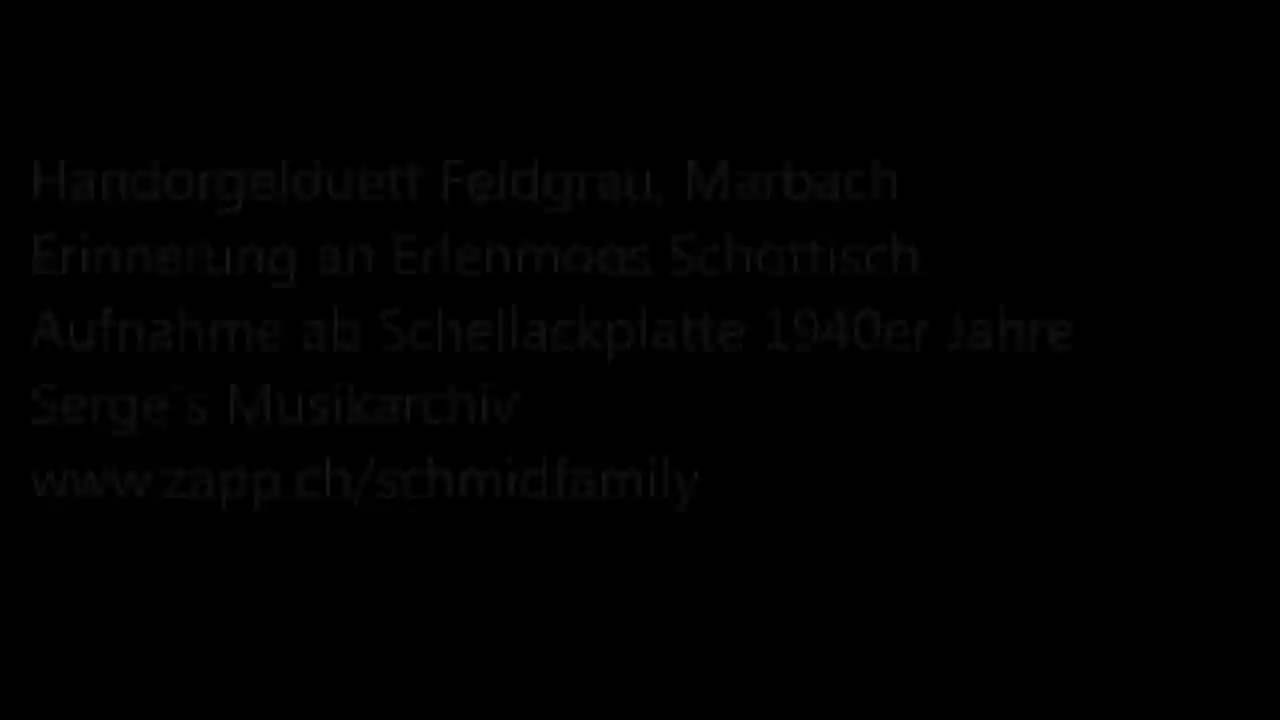 Handorgelduett Feldgrau, Marbach
Erinnerung an Erlenmoos Schottisch
Aufnahme ab Schellackplatte 1940er Jahre
Serge`s Musikarchiv
www.zapp.ch/schmidfamily